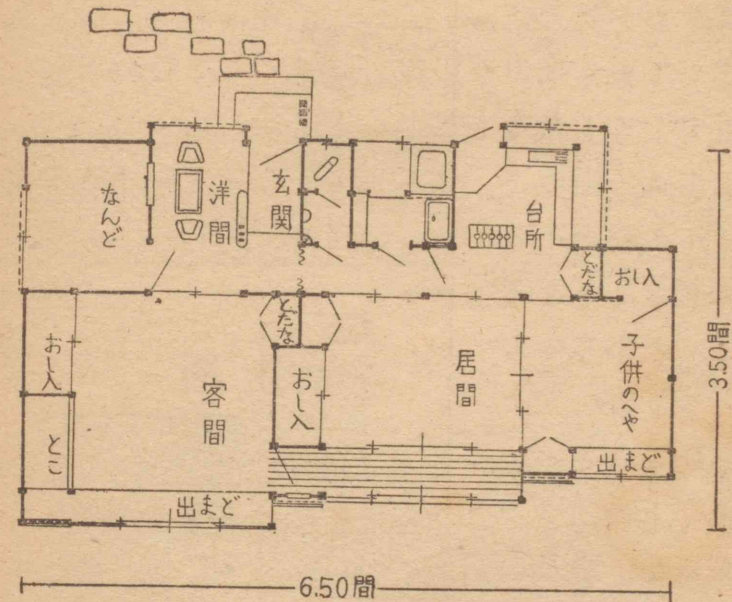 なんど
洋間
玄関
台所
とだな
おし入
おし入
とこ
客間
とだな
おし入
居間
子供のへや
出まど
出まど
3.50間
6.50間